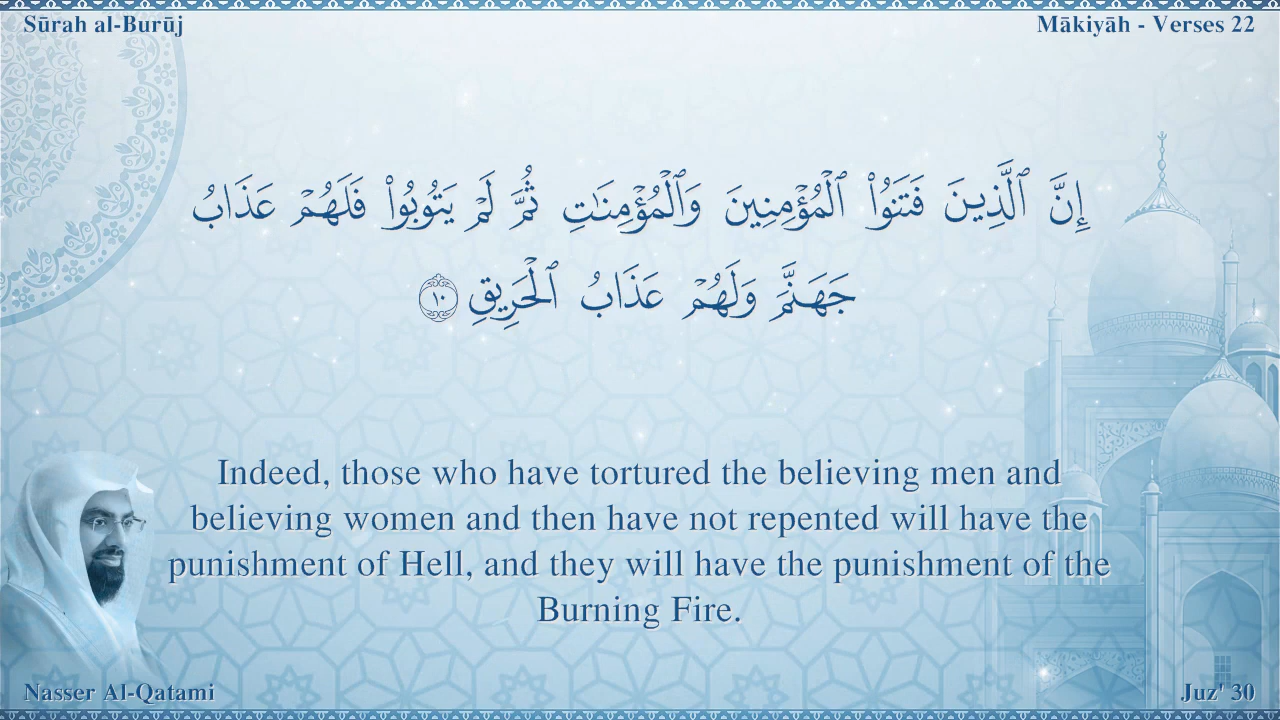 Sūrah al-Burūj
Mākiyāh - Verses 22
إِنَّ ٱلَّذِينَ فَتَنُوا۟ ٱلْمُؤْمِنِينَ وَٱلْمُؤْمِنَـٰتِ ثُمَّ لَمْ يَتُوبُوا۟ فَلَهُمْ عَذَابُ
جَهَنَّمَ وَلَهُمْ عَذَابُ ٱلْحَرِيقِ ١٠
Indeed, those who have tortured the believing men and
believing women and then have not repented will have the
punishment of Hell, and they will have the punishment of the
Burning Fire.
Nasser Al-Qatami
Juz' 30